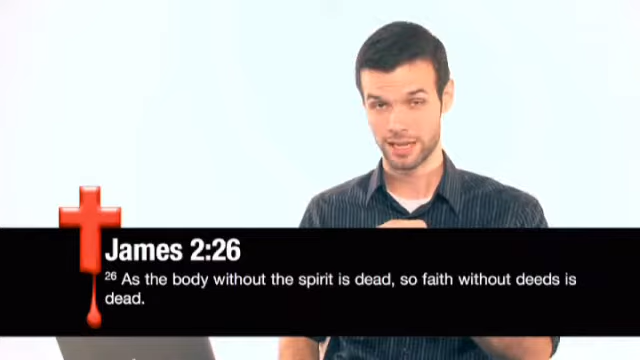 James 2:26
26 As the body without the spirit is dead, so faith without deeds is
dead.